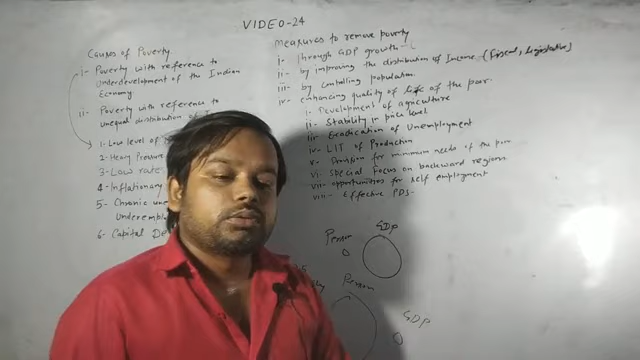 VIDEO-24
Causes of Poverty
i- Poverty with reference to
Underdevelopment of the Indian
Economy
ii- Poverty with reference to
unequal distribution of
1- Low level of
2- Heavy Pressure
3- Low rate
4- Inflationary
5- Chronic
Underempl
6- Capital De
Measures to remove poverty
i- Through GDP growth
ii- by improving the distribution of Income (Fiscal, Legislative)
iii- by controlling population.
iv- enhancing quality of life of the poor.
i- Development of agriculture
ii- Stability in price level
iii- Eradication of Unemployment
iv- LIT of Production
v- Provision for minimum needs of the poor
vi- Special Focus on backward regions
vii- opportunities for self employment
viii- Effective PDS-
Person
GDP
Person
GDP